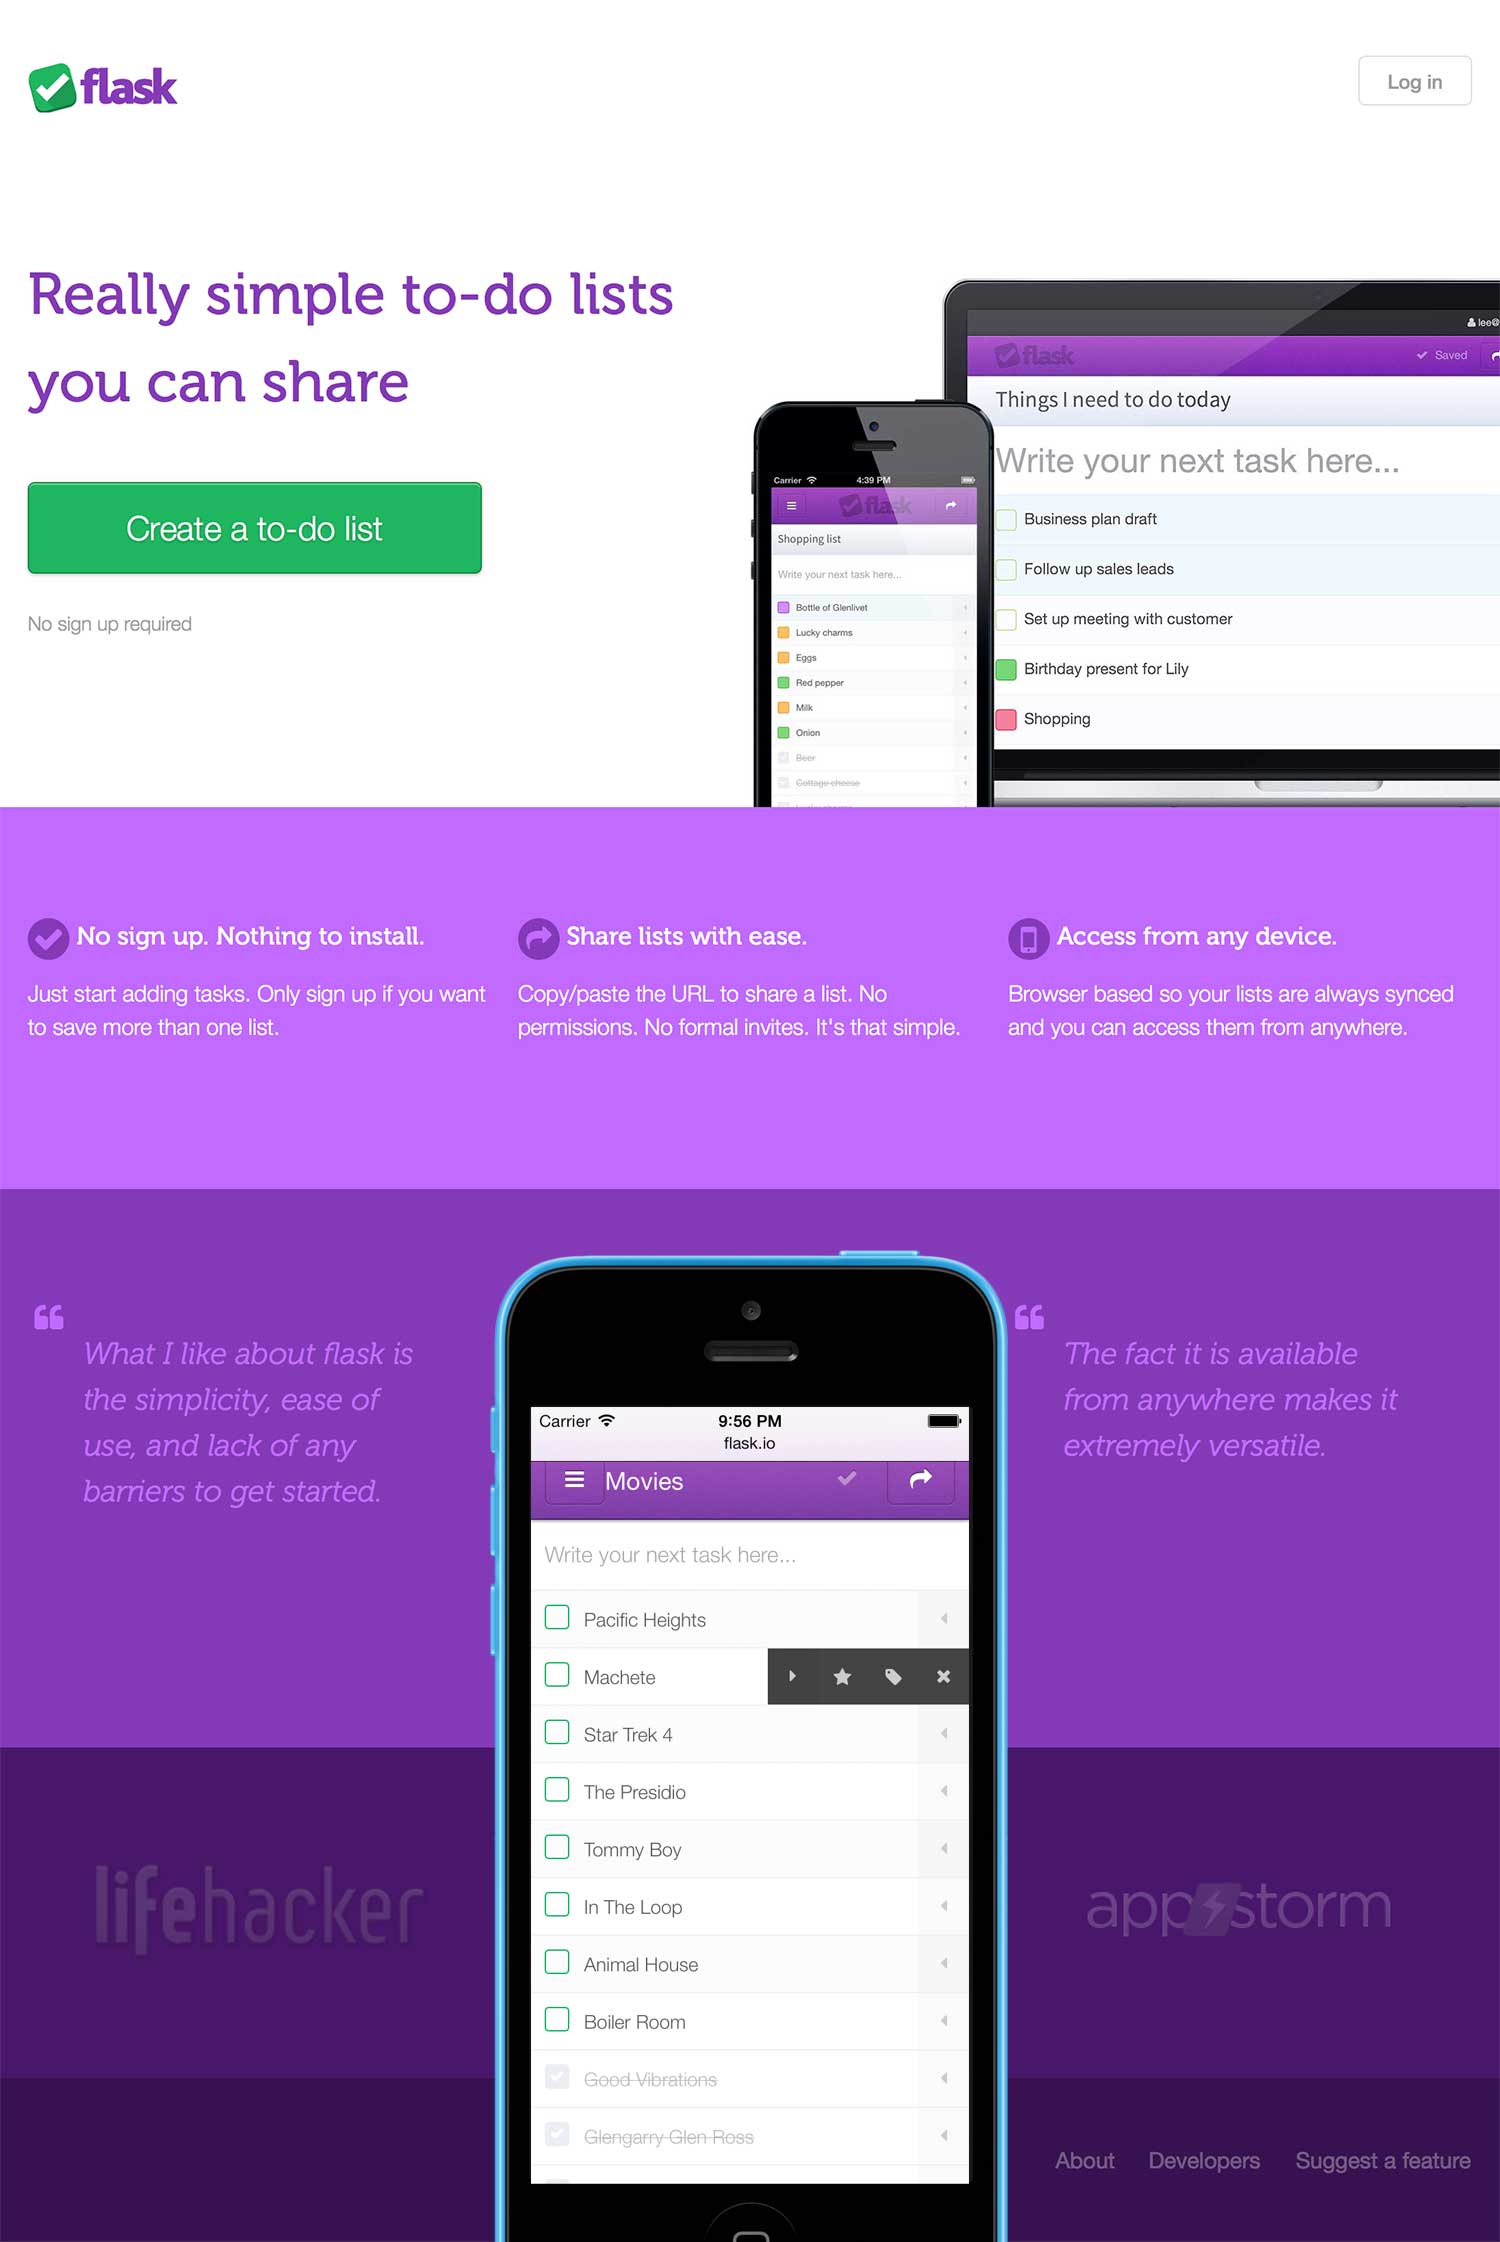 flask
Log in
Really simple to-do lists
you can share
Create a to-do list
No sign up required
lee@
flask
Saved
Things I need to do today
Write your next task here...
Business plan draft
Follow up sales leads
Set up meeting with customer
Birthday present for Lily
Shopping
Carrier
4:39 PM
flask
Shopping list
Write your next task here...
Bottle of Glenlivet
Lucky charms
Eggs
Red pepper
Milk
Onion
Beer
Cottage cheese
No sign up. Nothing to install.
Just start adding tasks. Only sign up if you want
to save more than one list.
Share lists with ease.
Copy/paste the URL to share a list. No
permissions. No formal invites. It's that simple.
Access from any device.
Browser based so your lists are always synced
and you can access them from anywhere.
“
What I like about flask is
the simplicity, ease of
use, and lack of any
barriers to get started.
“
The fact it is available
from anywhere makes it
extremely versatile.
Carrier
9:56 PM
flask.io
Movies
Write your next task here...
Pacific Heights
Machete
Star Trek 4
The Presidio
Tommy Boy
In The Loop
Animal House
Boiler Room
Good Vibrations
Glengarry Glen Ross
lifehacker
appstorm
About
Developers
Suggest a feature